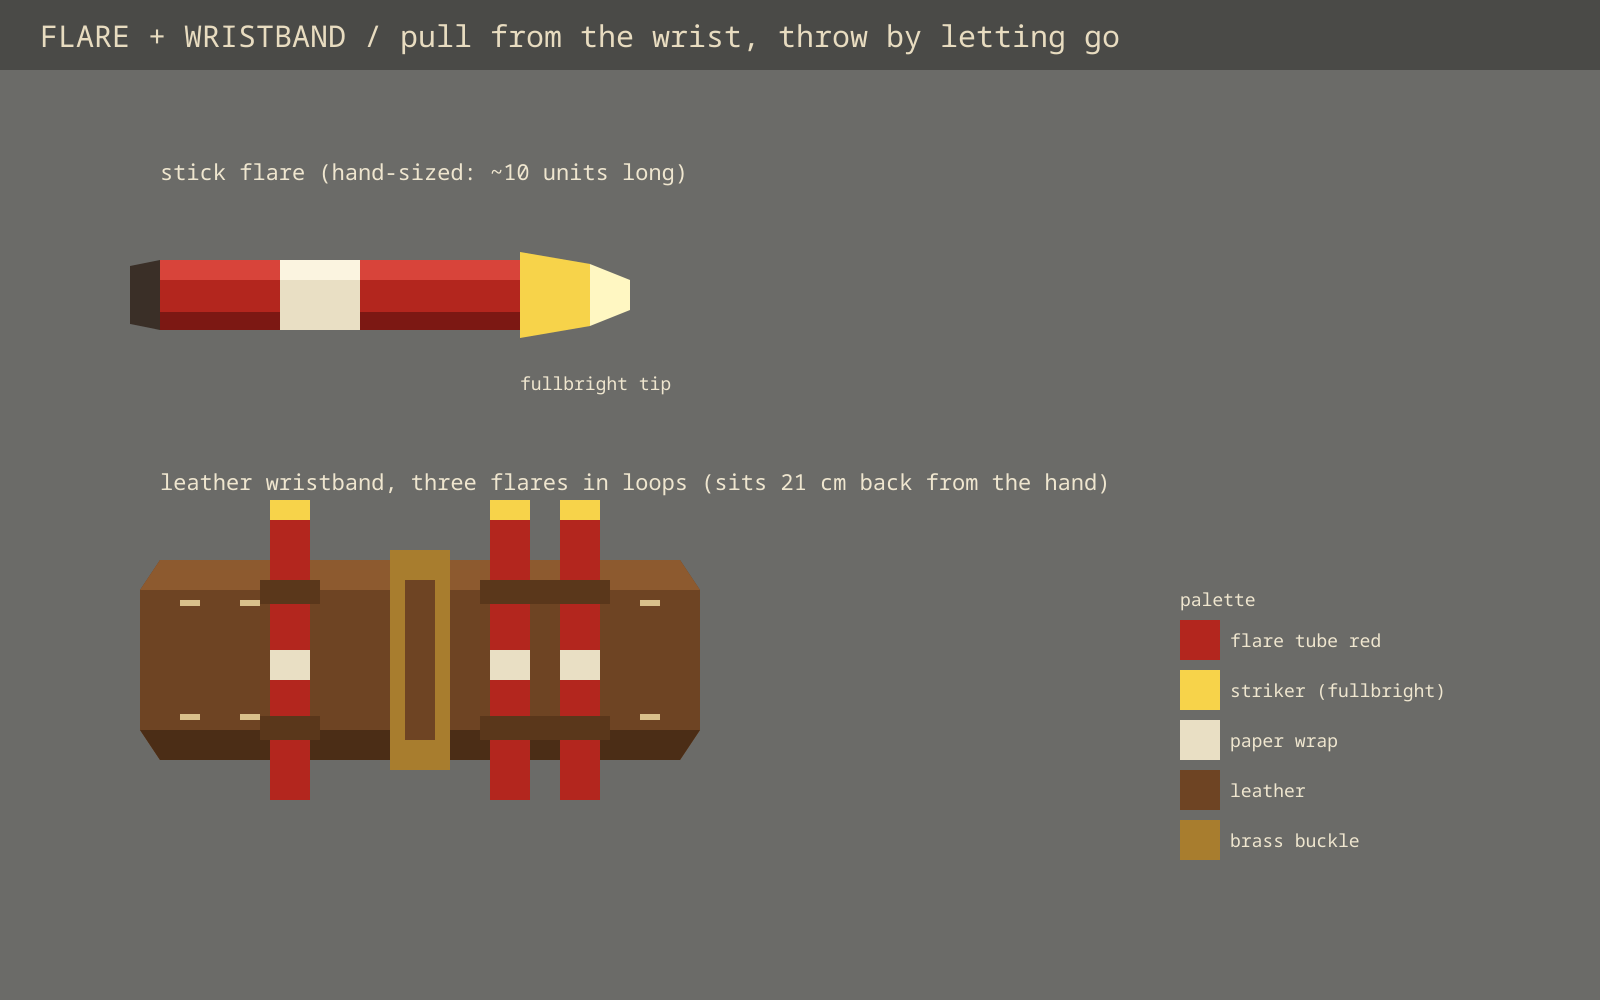 FLARE + WRISTBAND / pull from the wrist, throw by letting go
stick flare (hand-sized: ~10 units long)
fullbright tip
leather wristband, three flares in loops (sits 21 cm back from the hand)
palette
flare tube red
striker (fullbright)
paper wrap
leather
brass buckle